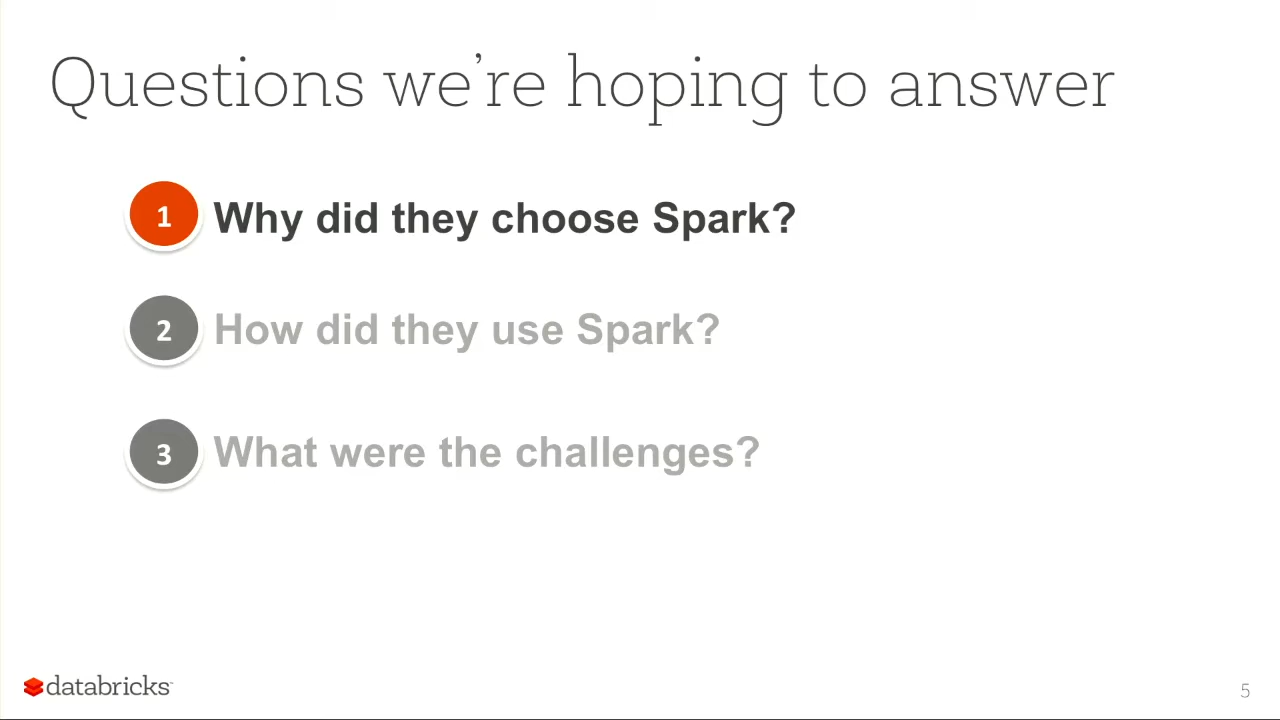 Questions we’re hoping to answer
1 Why did they choose Spark?
2 How did they use Spark?
3 What were the challenges?
databricks™
5